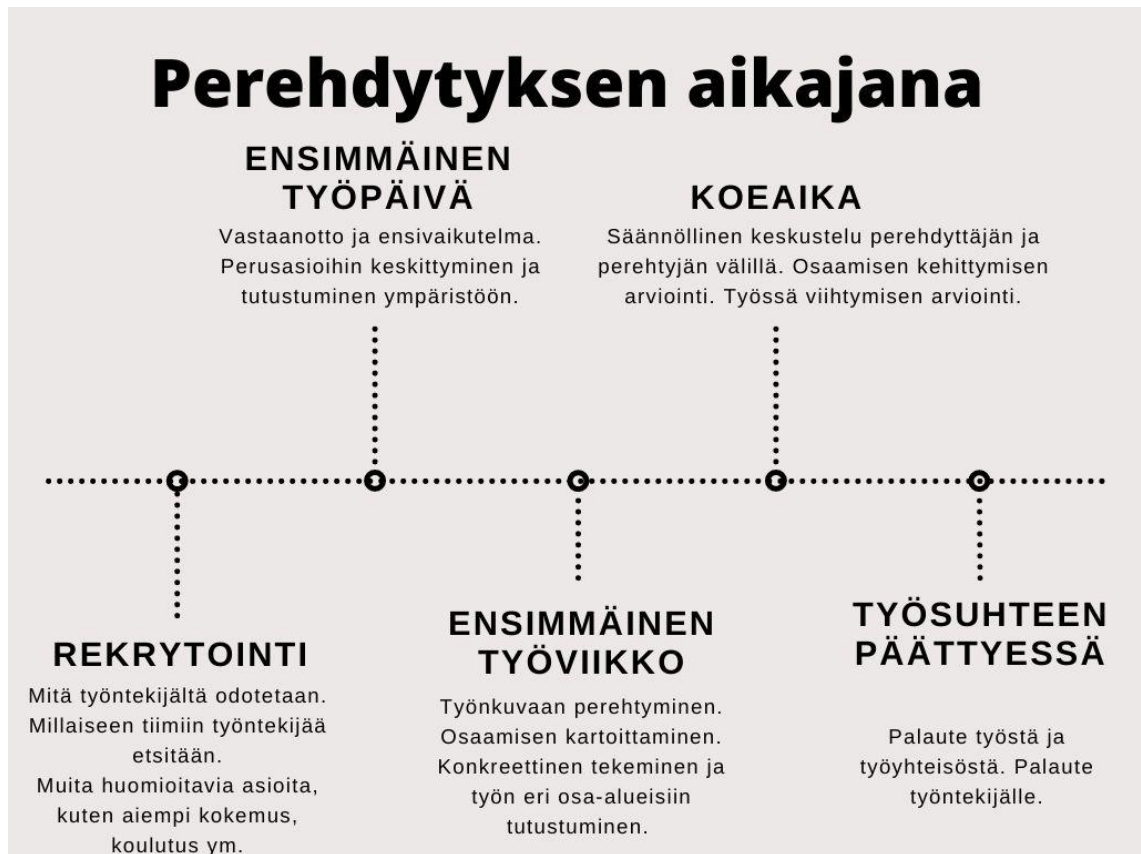 Perehdytyksen aikajana
ENSIMMÄINEN
TYÖPÄIVÄ
Vastaanotto ja ensivaikutelma.
Perusasioihin keskittyminen ja
tutustuminen ympäristöön.
KOEAIKA
Säännöllinen keskustelu perehdyttäjän ja
perehtyjän välillä. Osaamisen kehittymisen
arviointi. Työssä viihtymisen arviointi.
REKRYTOINTI
Mitä työntekijältä odotetaan.
Millaiseen tiimiin työntekijää
etsitään.
Muita huomioitavia asioita,
kuten aiempi kokemus,
koulutus ym.
ENSIMMÄINEN
TYÖVIIKKO
Työnkuvaan perehtyminen.
Osaamisen kartoittaminen.
Konkreettinen tekeminen ja
työn eri osa-alueisiin
tutustuminen.
TYÖSUHTEEN
PÄÄTTYESSÄ
Palaute työstä ja
työyhteisöstä. Palaute
työntekijälle.